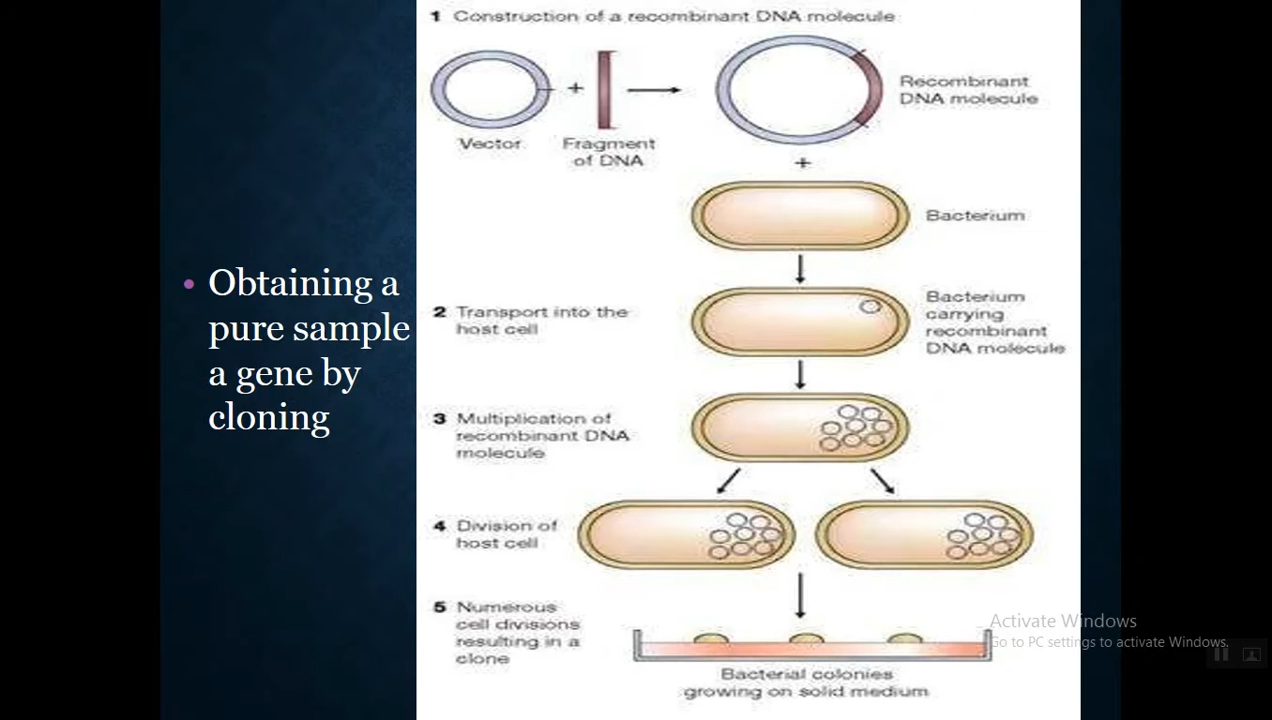 1 Construction of a recombinant DNA molecule
+
Recombinant
DNA molecule
Vector
Fragment
of DNA
+
Bacterium
• Obtaining a
pure sample
a gene by
cloning
2 Transport into the
host cell
Bacterium
carrying
recombinant
DNA molecule
3 Multiplication of
recombinant DNA
molecule
4 Division of
host cell
5 Numerous
cell divisions
resulting in a
clone
Bacterial colonies
growing on solid medium
Activate Windows
Go to PC settings to activate Windows.